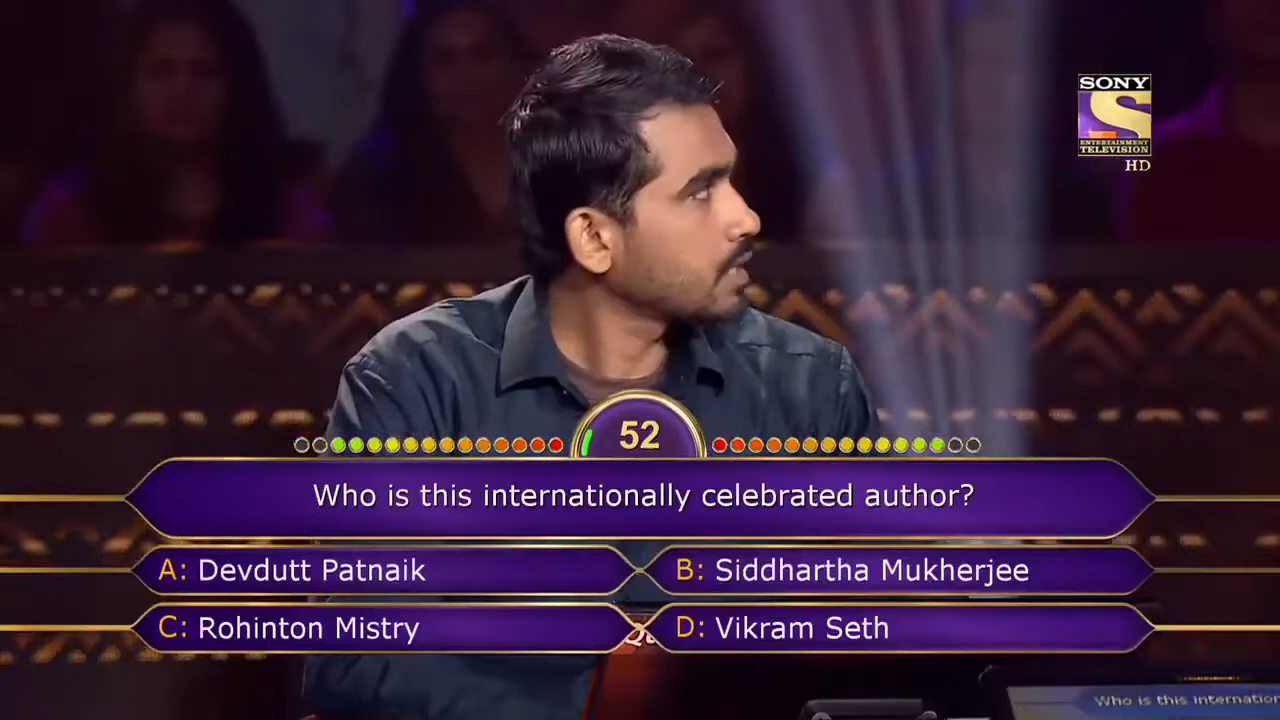 SONY
ENTERTAINMENT
TELEVISION
HD
52
Who is this internationally celebrated author?
A: Devdutt Patnaik
B: Siddhartha Mukherjee
C: Rohinton Mistry
D: Vikram Seth
Who is this internation